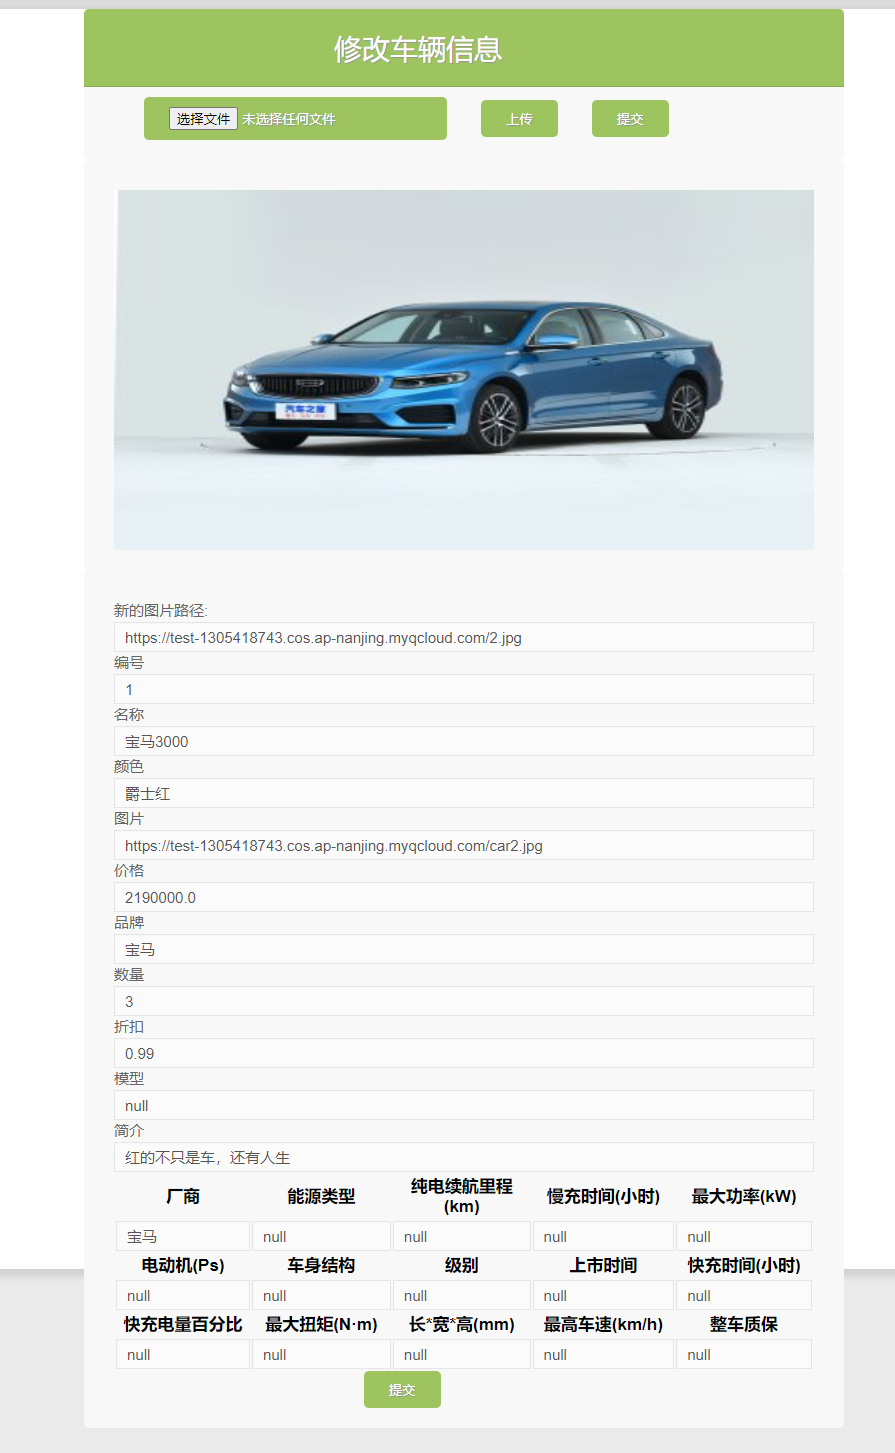 修改车辆信息
选择文件 未选择任何文件 上传 提交
汽车之家
新的图片路径:
https://test-1305418743.cos.ap-nanjing.myqcloud.com/2.jpg
编号
1
名称
宝马3000
颜色
爵士红
图片
https://test-1305418743.cos.ap-nanjing.myqcloud.com/car2.jpg
价格
2190000.0
品牌
宝马
数量
3
折扣
0.99
模型
null
简介
红的不只是车，还有人生
厂商 能源类型 纯电续航里程(km) 慢充时间(小时) 最大功率(kW)
宝马 null null null null
电动机(Ps) 车身结构 级别 上市时间 快充时间(小时)
null null null null null
快充电量百分比 最大扭矩(N·m) 长*宽*高(mm) 最高车速(km/h) 整车质保
null null null null null
提交